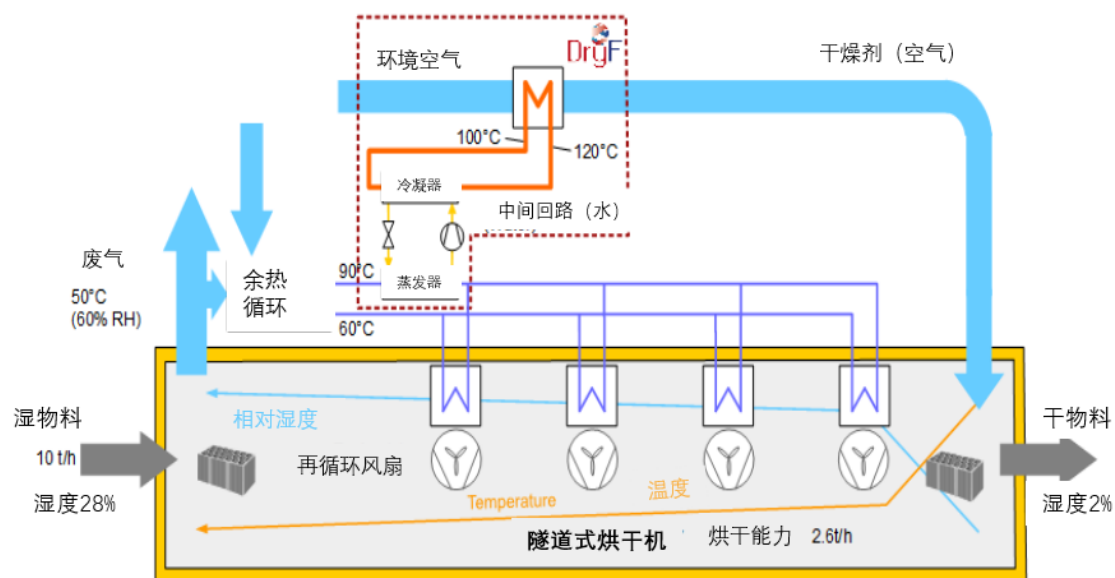 DryF
环境空气
干燥剂（空气）
100°C
120°C
冷凝器
中间回路（水）
废气
50°C
(60% RH)
余热
循环
90°C
蒸发器
60°C
湿物料
10 t/h
湿度28%
相对湿度
再循环风扇
Temperature
温度
隧道式烘干机
烘干能力 2.6t/h
干物料
湿度2%